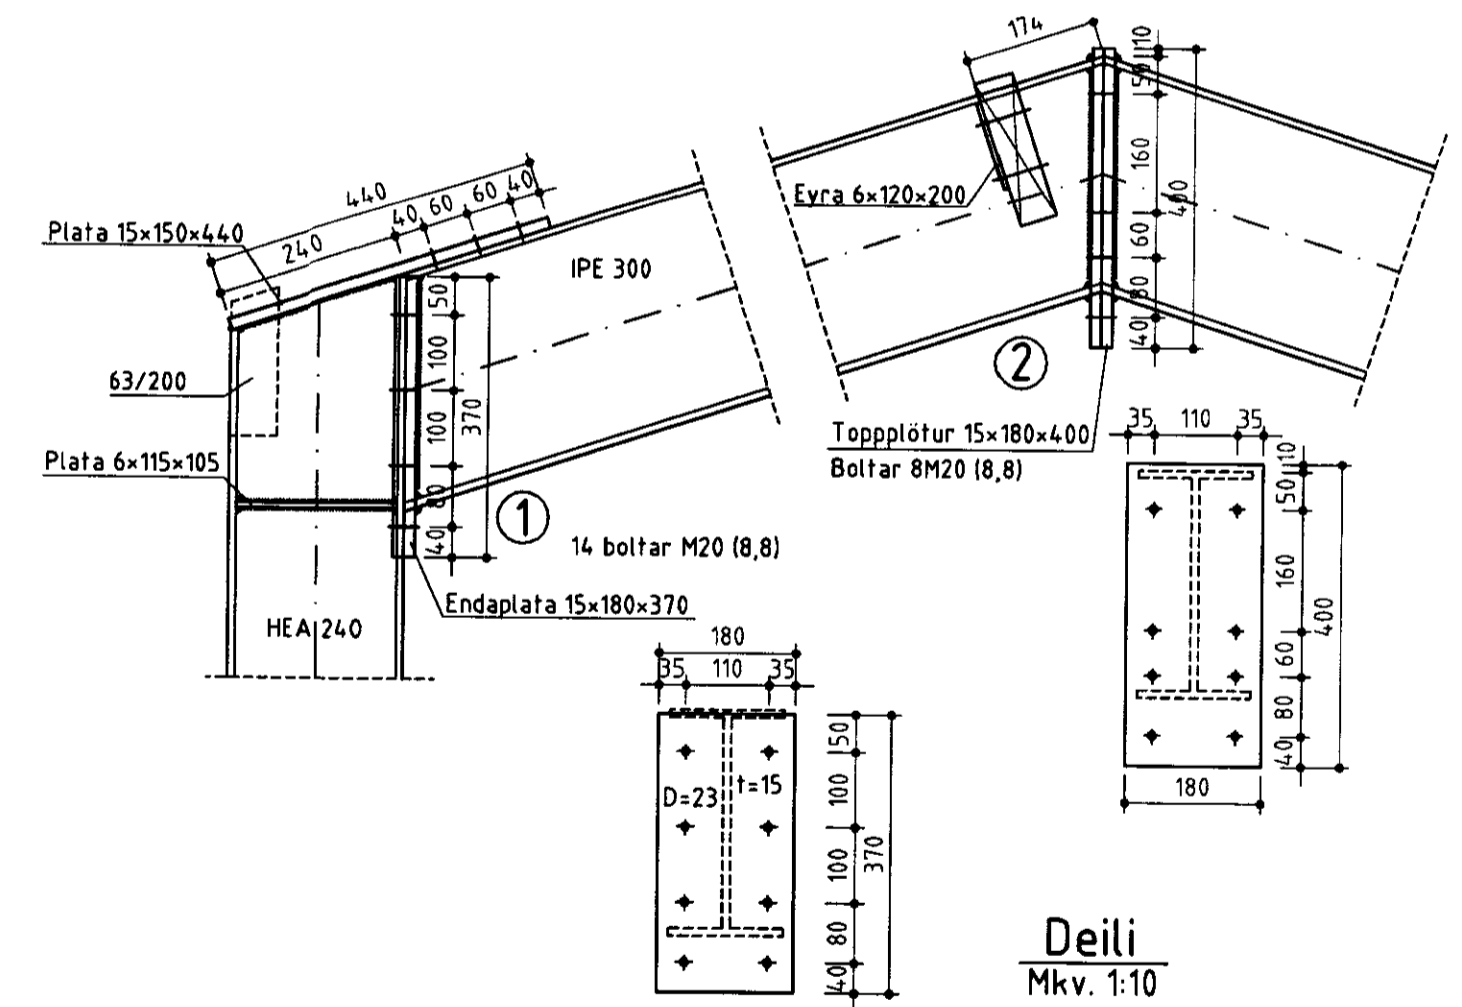 440
40 60 60 40
240
Plata 15×150×440
63/200
Plata 6×115×105
HEA 240
IPE 300
50
100
100
80
40
370
1
14 boltar M20 (8,8)
Endaplata 15×180×370
174
10
50
160
60
80
40
400
Eyra 6×120×200
2
Toppplötur 15×180×400
Boltar 8M20 (8,8)
35 110 35
10
50
160
60
80
40
400
180
180
35 110 35
D=23 t=15
50
100
100
80
40
370
Deili
Mkv. 1:10